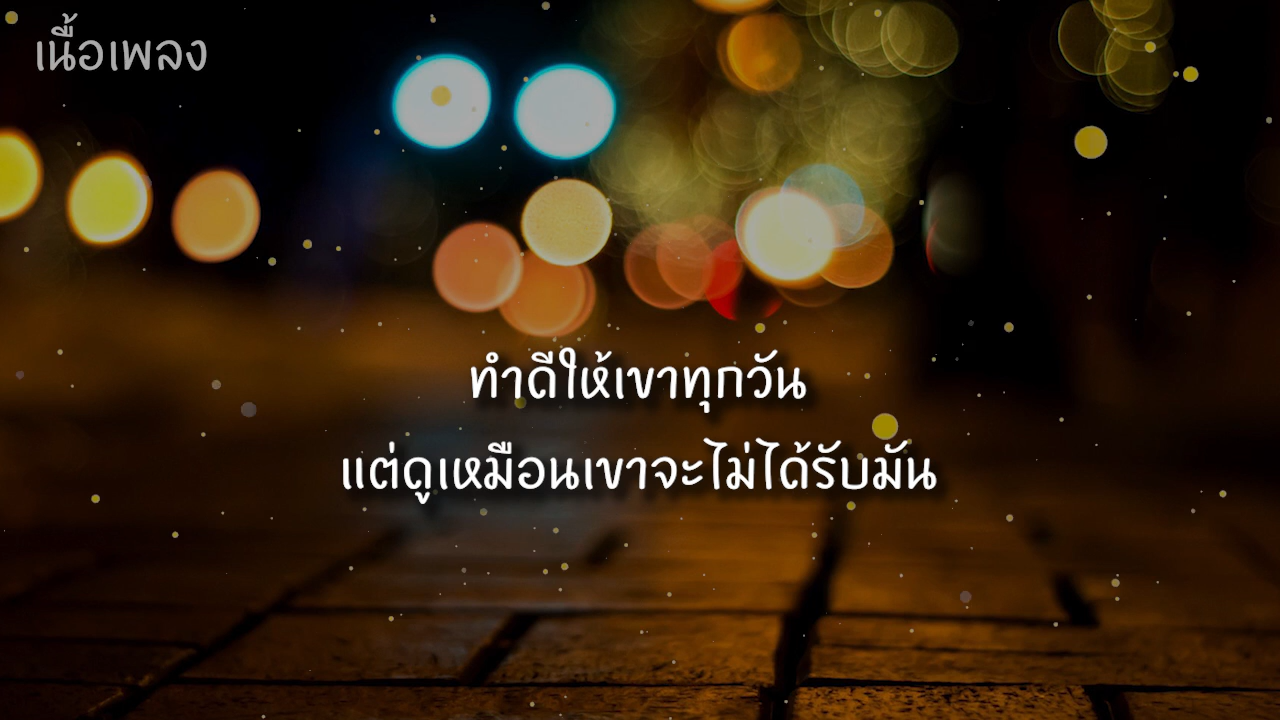 เนื้อเพลง
ทำดีให้เขาทุกวัน
แต่ดูเหมือนเขาจะไม่ได้รับมัน